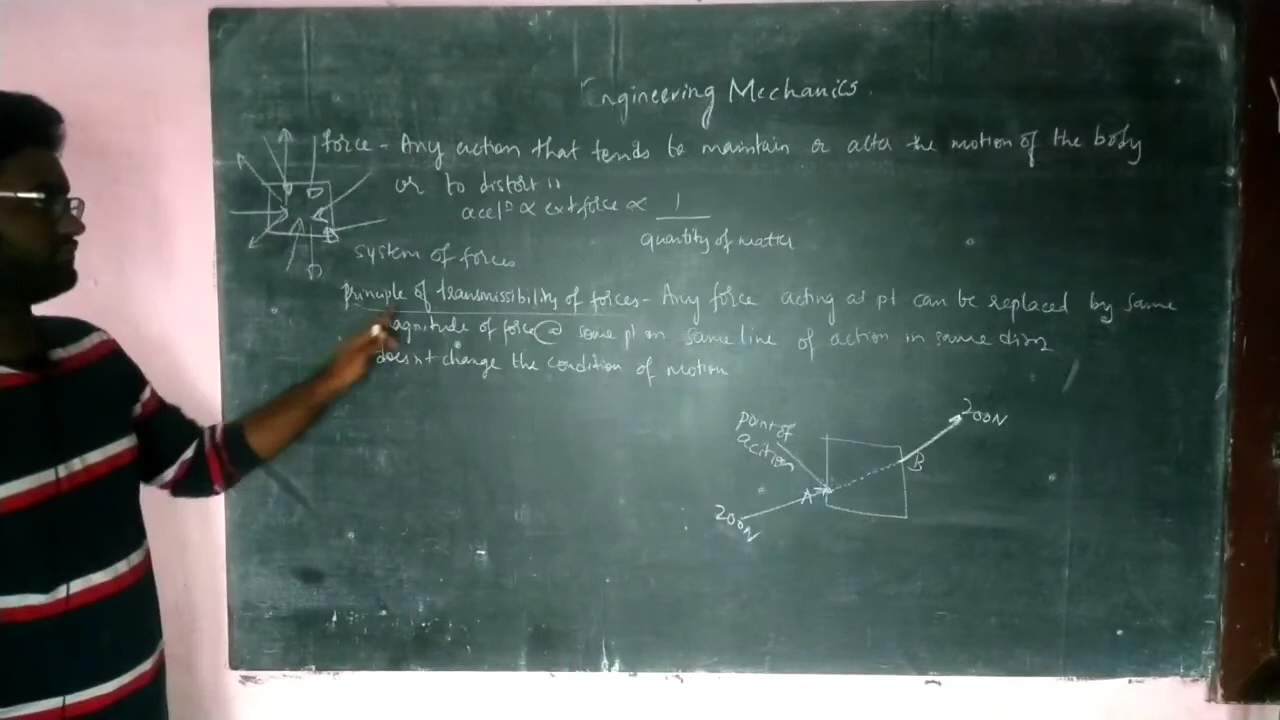 Engineering Mechanics.
force - Any action that tends to maintain or alter the motion of the body
or to distort it
accelⁿ ∝ ext force ∝ 1
quantity of matter
system of forces
principle of transmissibility of forces - Any force acting at pt can be replaced by same
magnitude of force @ some pt on same line of action in same dirn
doesn't change the condition of motion
200N
point of
acition
B
A
200N